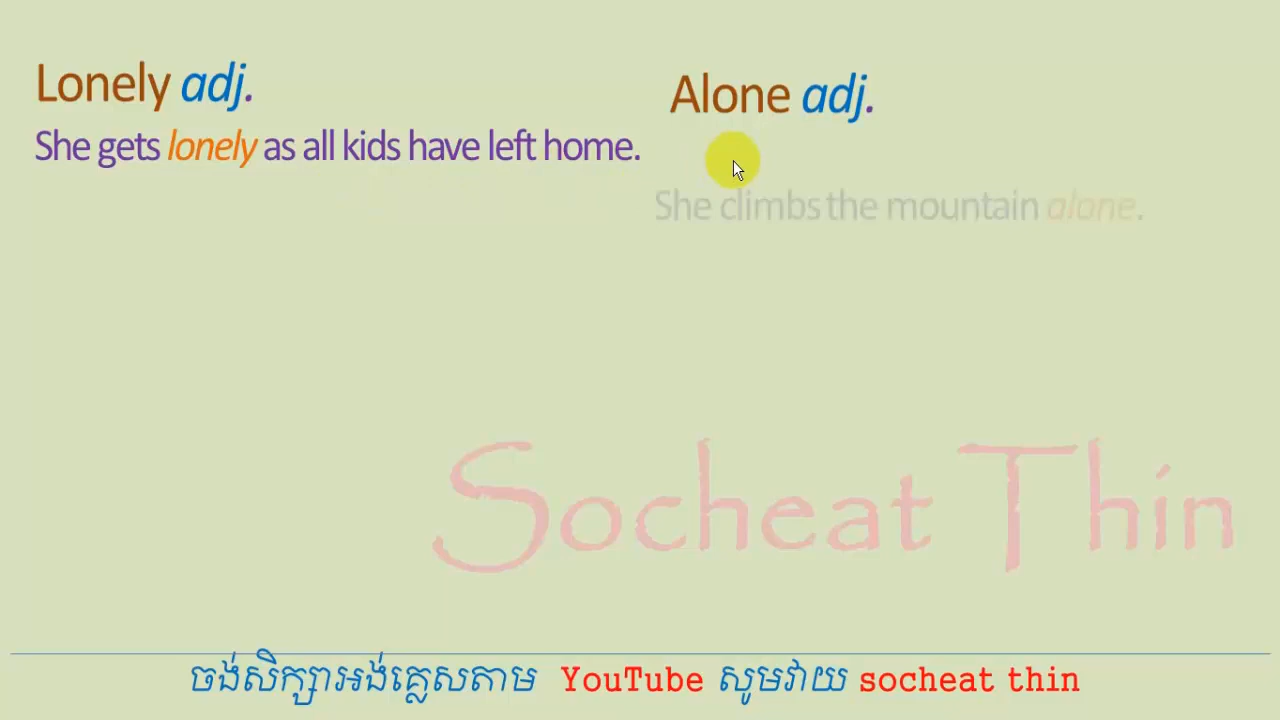 Lonely adj.
She gets lonely as all kids have left home.
Alone adj.
She climbs the mountain alone.
Socheat Thin
ចង់សិក្សាអង់គ្លេសតាម YouTube សូមវាយ socheat thin